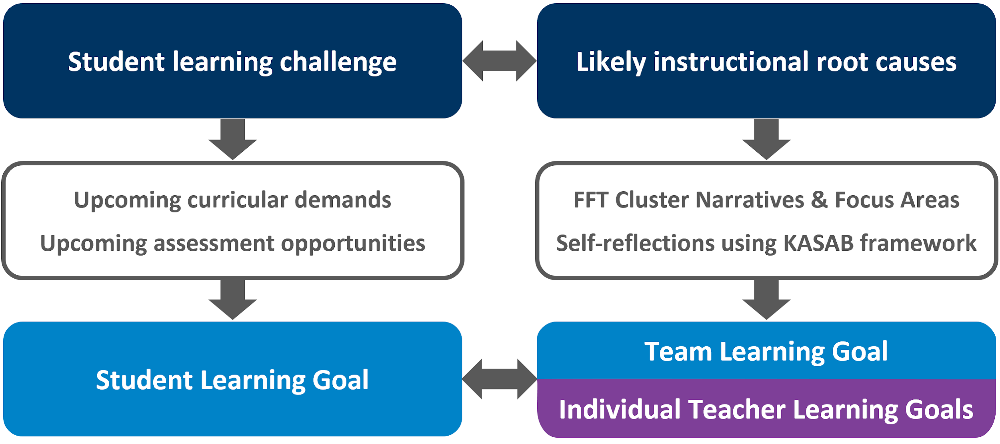 Student learning challenge
Likely instructional root causes
Upcoming curricular demands
Upcoming assessment opportunities
FFT Cluster Narratives & Focus Areas
Self-reflections using KASAB framework
Student Learning Goal
Team Learning Goal
Individual Teacher Learning Goals